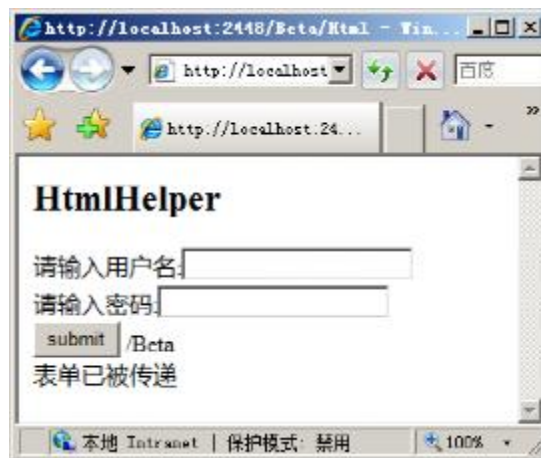 http://localhost:2448/Beta/Html - Win...
http://localhost
百度
http://localhost:24...
»
HtmlHelper
请输入用户名:
请输入密码:
submit /Beta
表单已被传递
本地 Intranet | 保护模式: 禁用
100%